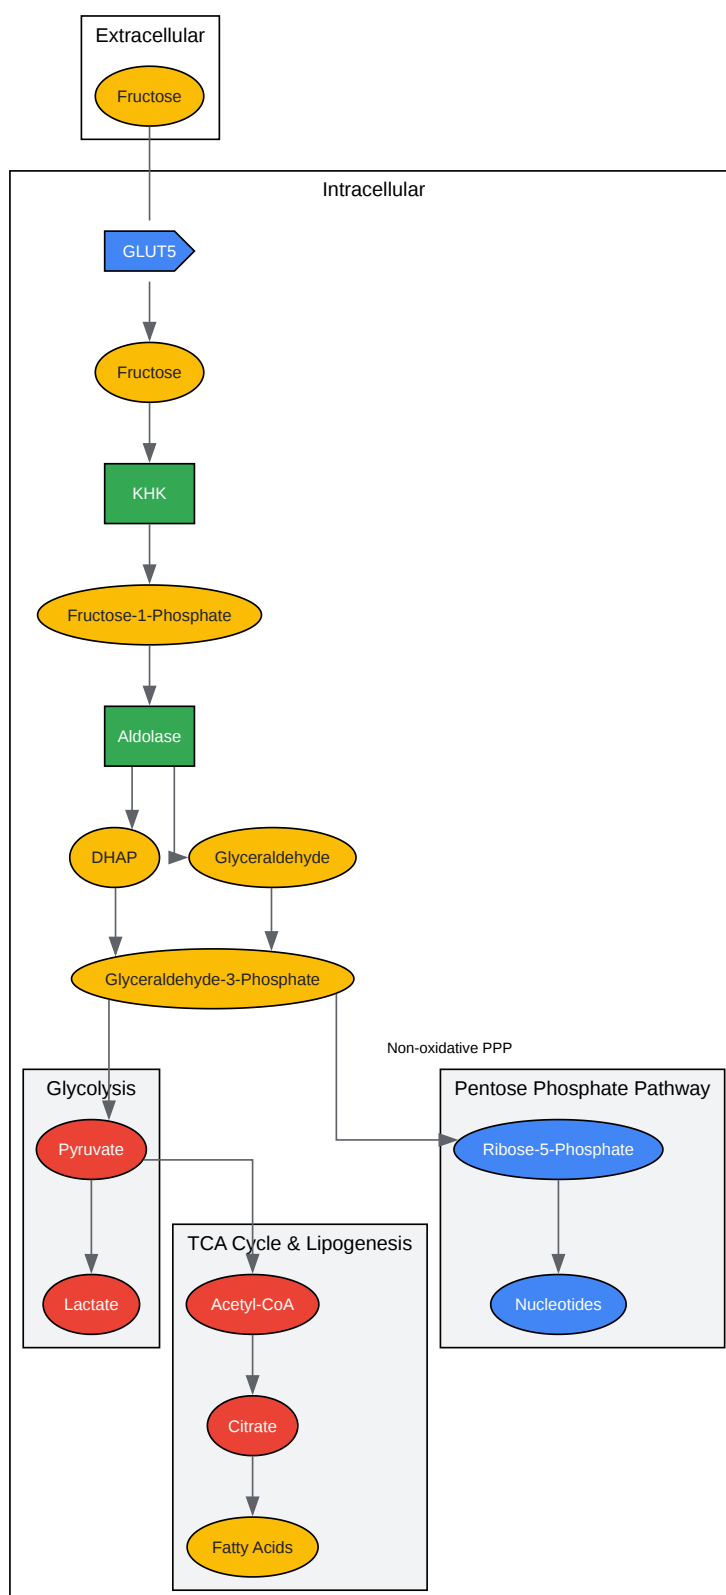 Extracellular
Fructose
Intracellular
GLUT5
Fructose
KHK
Fructose-1-Phosphate
Aldolase
DHAP
Glyceraldehyde
Glyceraldehyde-3-Phosphate
Non-oxidative PPP
Glycolysis
Pentose Phosphate Pathway
Pyruvate
Ribose-5-Phosphate
TCA Cycle & Lipogenesis
Lactate
Acetyl-CoA
Nucleotides
Citrate
Fatty Acids